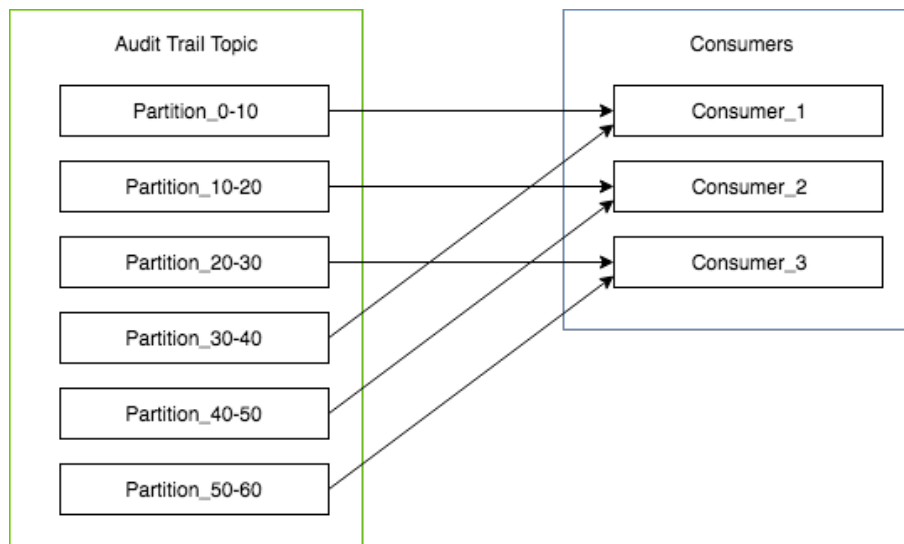 Audit Trail Topic
Partition_0-10
Partition_10-20
Partition_20-30
Partition_30-40
Partition_40-50
Partition_50-60
Consumers
Consumer_1
Consumer_2
Consumer_3